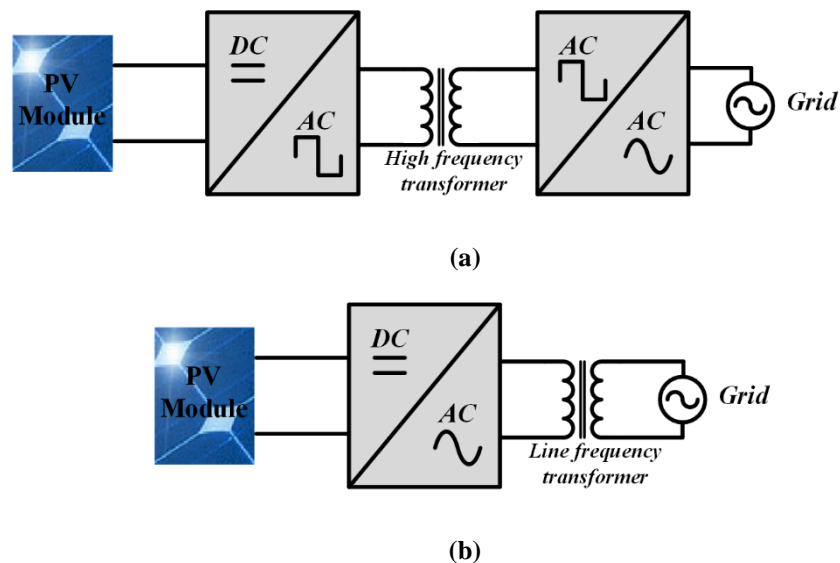 PV
Module
DC
AC
High frequency
transformer
AC
AC
Grid
(a)
PV
Module
DC
AC
Line frequency
transformer
Grid
(b)